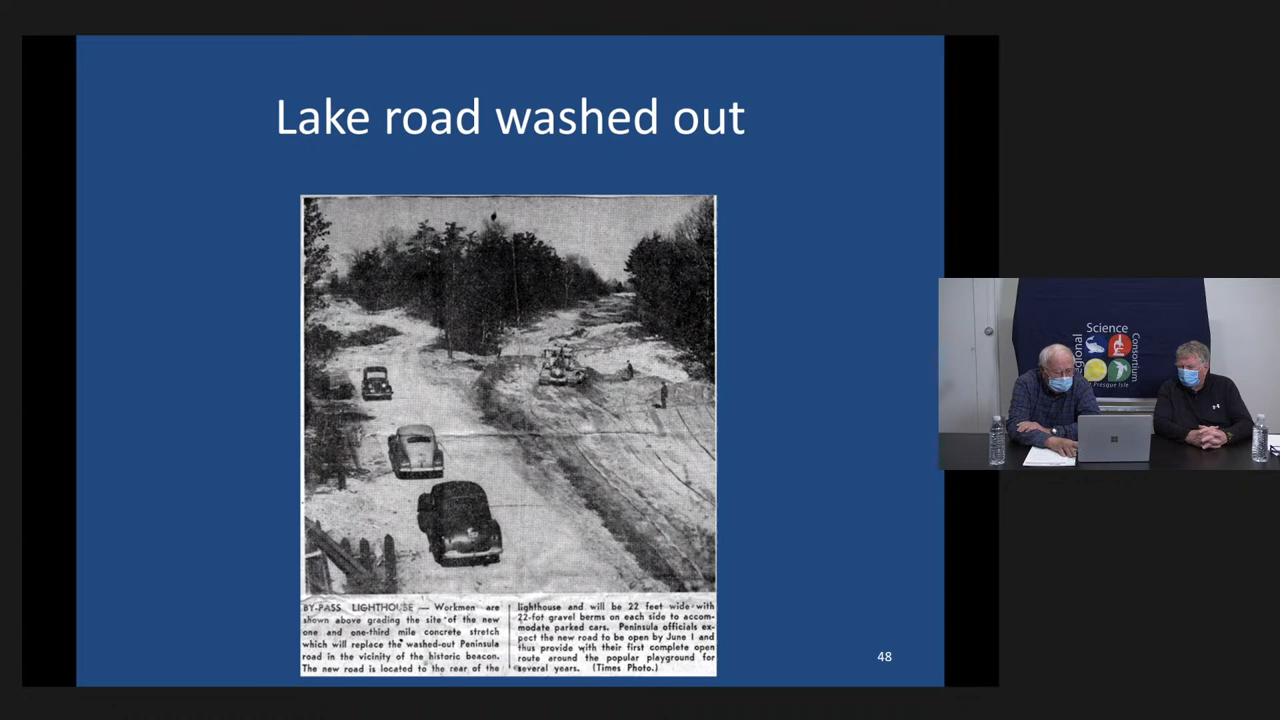 Lake road washed out
BY-PASS LIGHTHOUSE — Workmen are
shown above grading the site of the new
one and one-third mile concrete stretch
which will replace the washed-out Peninsula
road in the vicinity of the historic beacon.
The new road is located to the rear of the
lighthouse and will be 22 feet wide with
22-fot gravel berms on each side to accom-
modate parked cars. Peninsula officials ex-
pect the new road to be open by June 1 and
thus provide with their first complete open
route around the popular playground for
several years. (Times Photo.)
48
Regional
Science
Consortium
Presque Isle